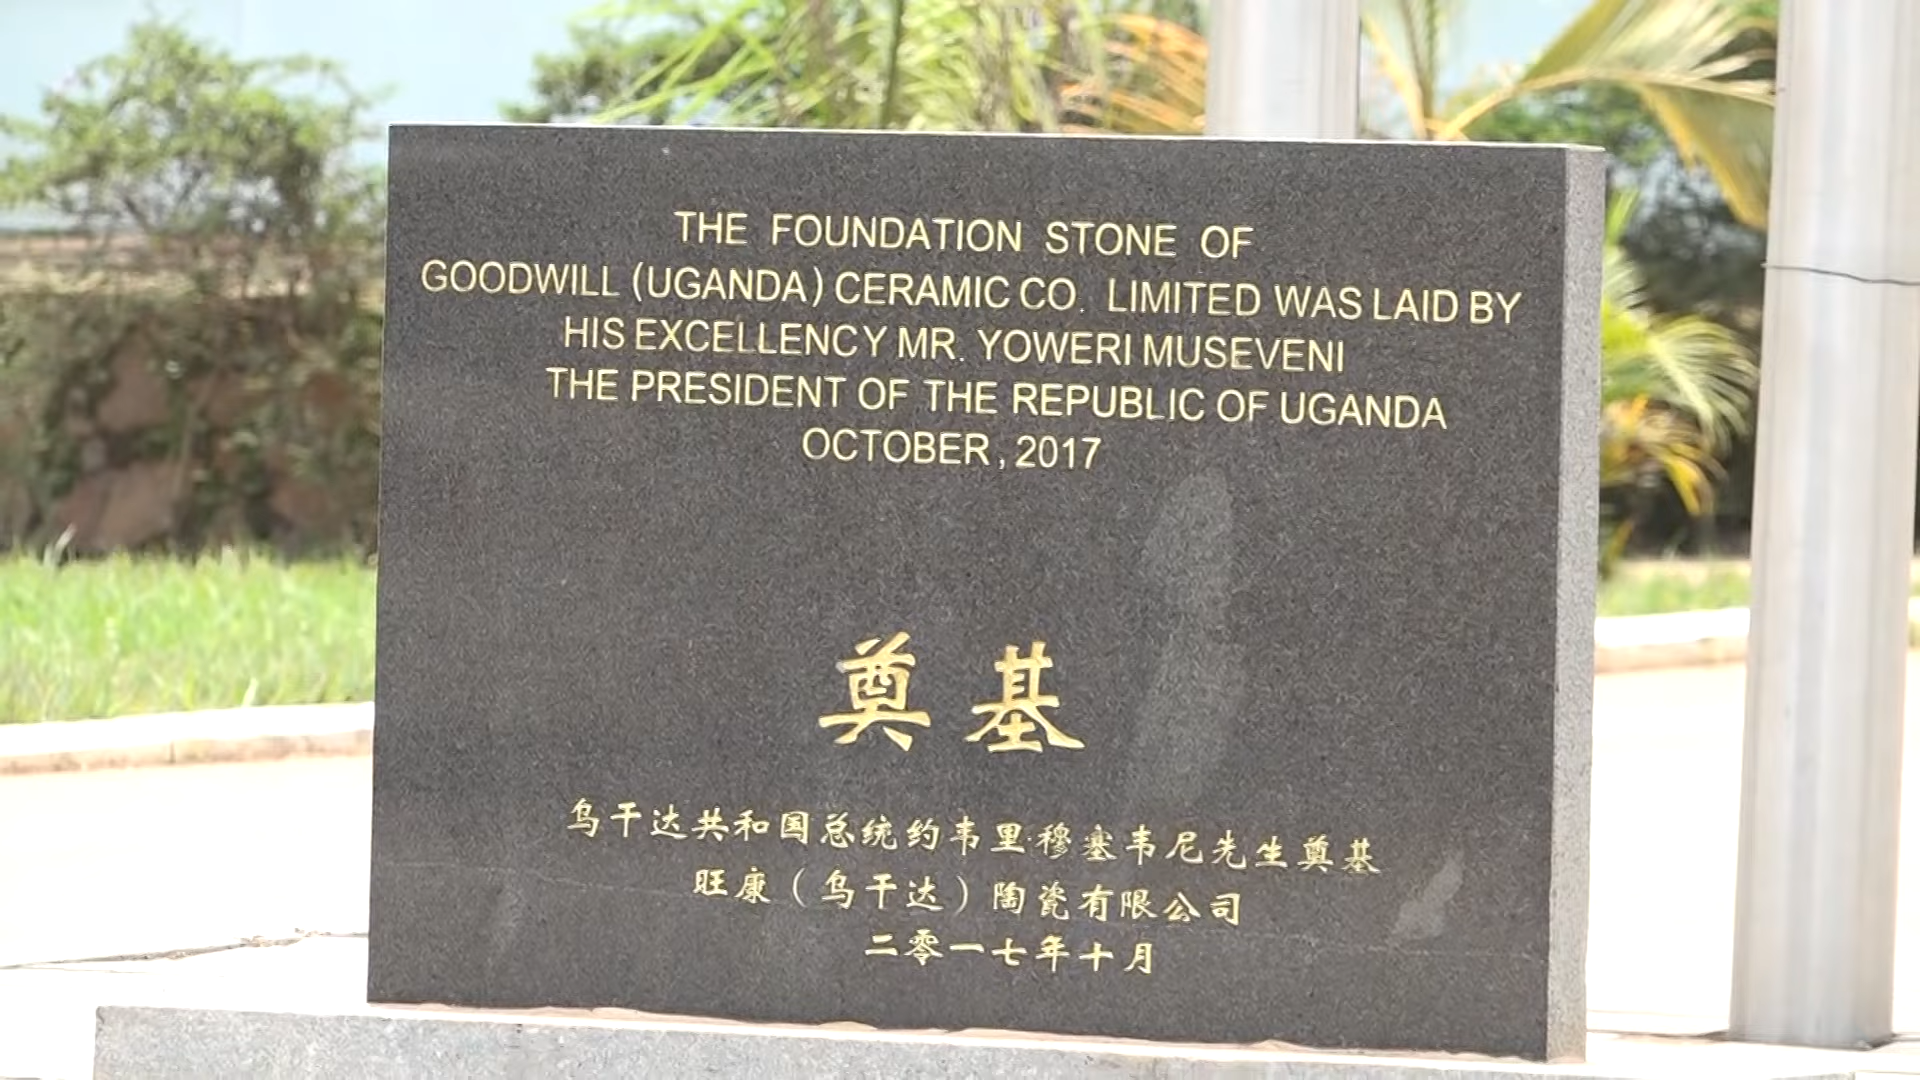 THE FOUNDATION STONE OF
GOODWILL (UGANDA) CERAMIC CO. LIMITED WAS LAID BY
HIS EXCELLENCY MR. YOWERI MUSEVENI
THE PRESIDENT OF THE REPUBLIC OF UGANDA
OCTOBER, 2017
奠基
乌干达共和国总统约韦里·穆塞韦尼先生奠基
旺康（乌干达）陶瓷有限公司
二零一七年十月